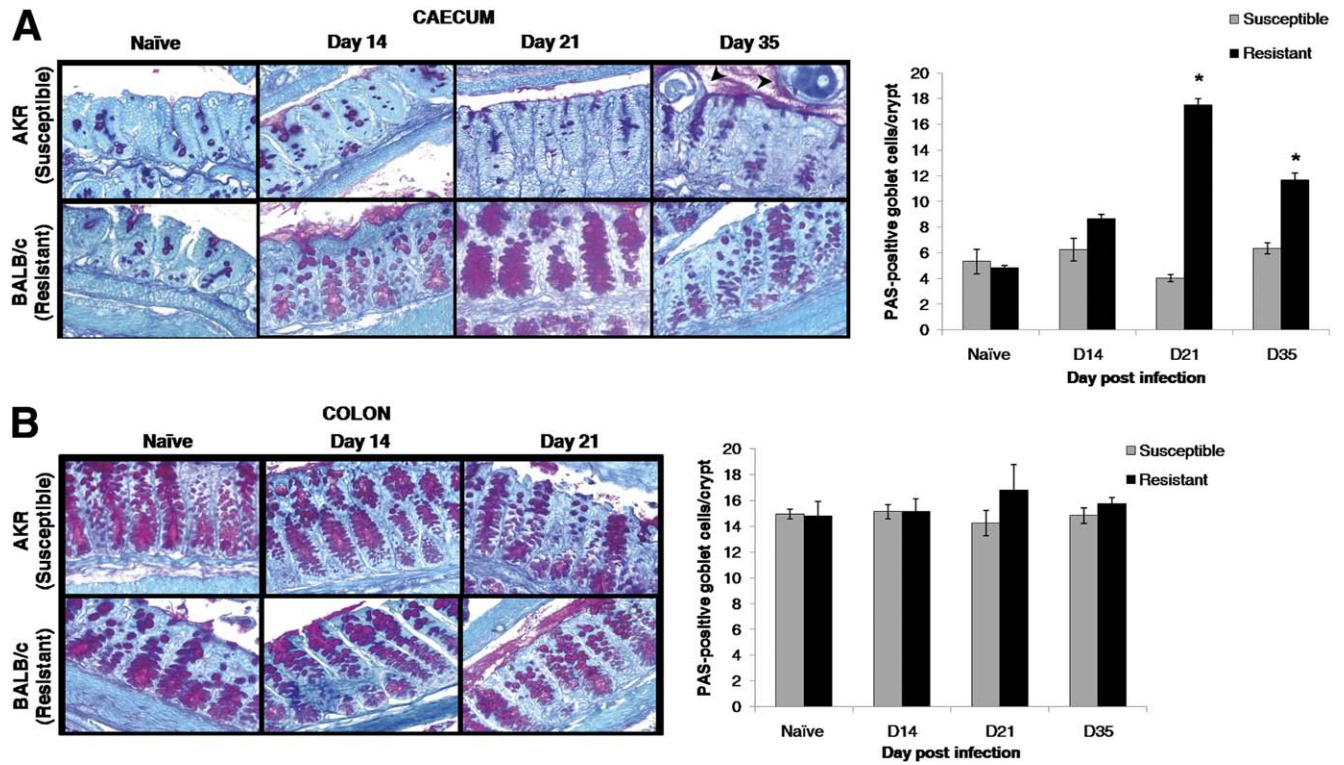 A
CAECUM
Naïve Day 14 Day 21 Day 35
AKR
(Susceptible)
BALB/c
(Resistant)
Susceptible
Resistant
PAS-positive goblet cells/crypt
20
18
16
14
12
10
8
6
4
2
0
*
*
Naïve D14 D21 D35
Day post infection
B
COLON
Naïve Day 14 Day 21
AKR
(Susceptible)
BALB/c
(Resistant)
Susceptible
Resistant
PAS-positive goblet cells/crypt
20
18
16
14
12
10
8
6
4
2
0
Naïve D14 D21 D35
Day post infection